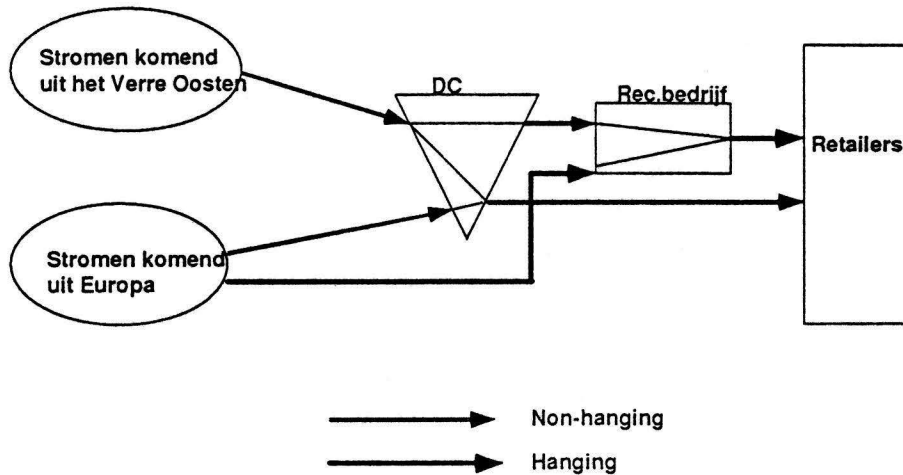 Stromen komend
uit het Verre Oosten
DC
Rec.bedrijf
Retailers
Stromen komend
uit Europa
Non-hanging
Hanging